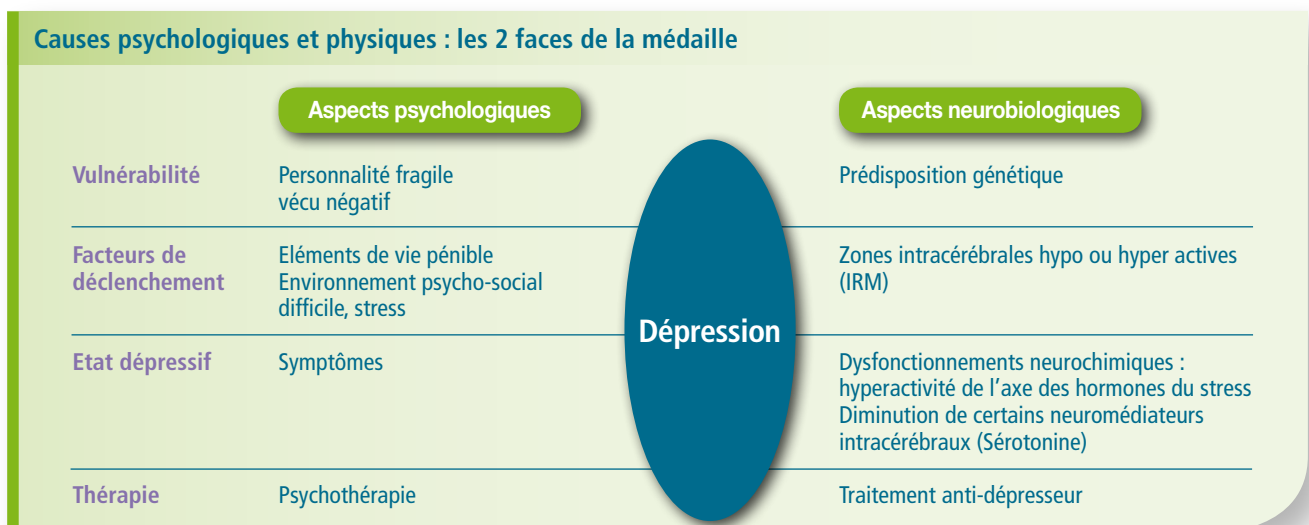 Causes psychologiques et physiques : les 2 faces de la médaille
Aspects psychologiques
Aspects neurobiologiques
Vulnérabilité
Personnalité fragile
vécu négatif
Prédisposition génétique
Facteurs de
déclenchement
Eléments de vie pénible
Environnement psycho-social
difficile, stress
Zones intracérébrales hypo ou hyper actives
(IRM)
Dépression
Etat dépressif
Symptômes
Dysfonctionnements neurochimiques :
hyperactivité de l'axe des hormones du stress
Diminution de certains neuromédiateurs
intracérébraux (Sérotonine)
Thérapie
Psychothérapie
Traitement anti-dépresseur